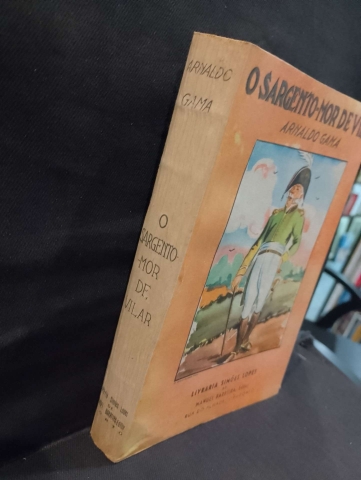 ARNALDO
GAMA
O
SARGENTO-
-MOR
DE
VILAR
O SARGENTO-MOR DE V
ARNALDO GAMA
LIVRARIA SIMÕES LOPES